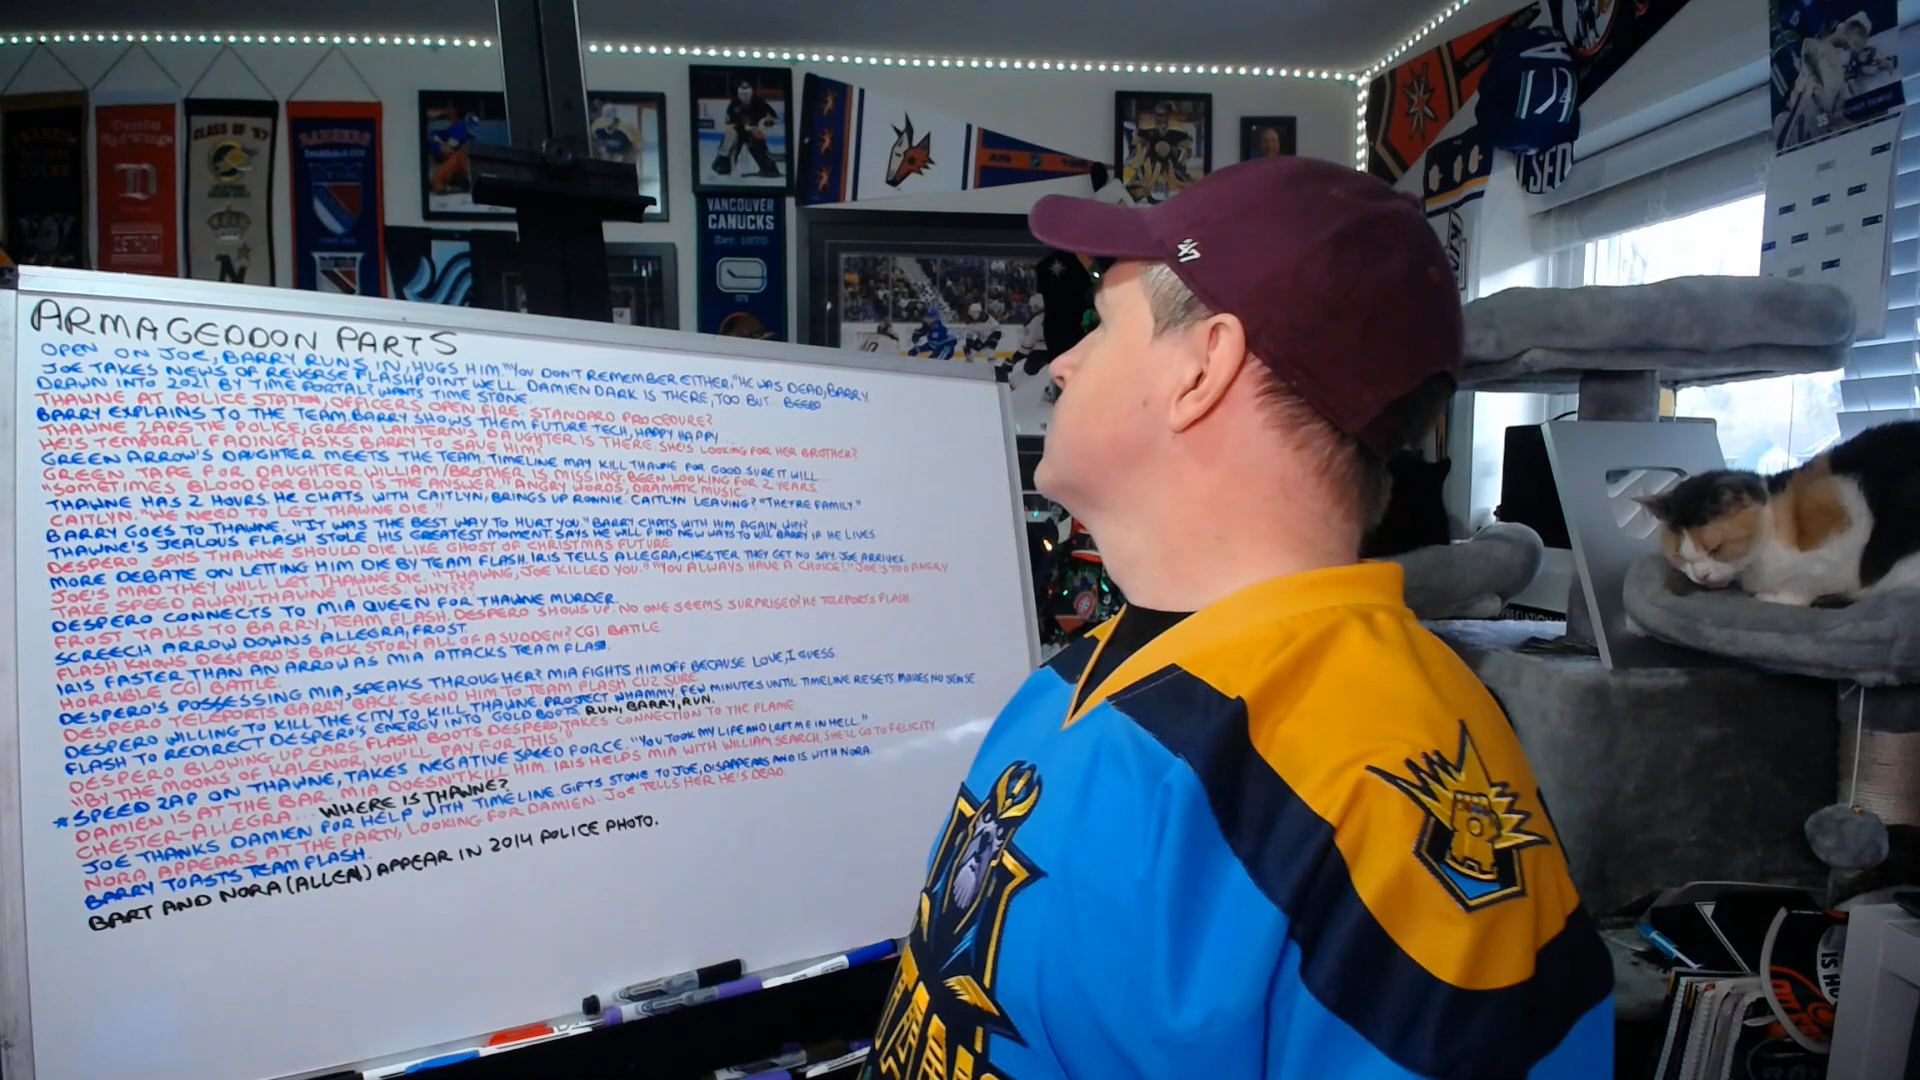 ARMAGEDDON PARTS
OPEN ON JOE, BARRY RUNS IN, HUGS HIM. "YOU DON'T REMEMBER EITHER." HE WAS DEAD, BARRY
JOE TAKES NEWS OF REVERSE FLASHPOINT WELL. DAMIEN DARK IS THERE, TOO BUT... BEEBO
DRAWN INTO 2021 BY TIME PORTAL? WANTS TIME STONE.
THAWNE AT POLICE STATION, OFFICERS OPEN FIRE. STANDARD PROCEDURE?
BARRY EXPLAINS TO THE TEAM. BARRY SHOWS THEM FUTURE TECH, HAPPY HAPPY...
THAWNE ZAPS THE POLICE, GREEN LANTERN'S DAUGHTER IS THERE. SHE'S LOOKING FOR HER BROTHER?
HE'S TEMPORAL FADING? ASKS BARRY TO SAVE HIM?
GREEN ARROW'S DAUGHTER MEETS THE TEAM. TIMELINE MAY KILL THAWNE FOR GOOD. SURE IT WILL...
GREEN TAPE FOR DAUGHTER. WILLIAM/BROTHER IS MISSING. BEEN LOOKING FOR 2 YEARS.
"SOMETIMES BLOOD FOR BLOOD IS THE ANSWER." ANGRY WORDS, DRAMATIC MUSIC.
THAWNE HAS 2 HOURS. HE CHATS WITH CAITLYN, BRINGS UP RONNIE. CAITLYN LEAVING? "THEY'RE FAMILY."
CAITLYN. "WE NEED TO LET THAWNE DIE."
BARRY GOES TO THAWNE. "IT WAS THE BEST WAY TO HURT YOU." BARRY CHATS WITH HIM AGAIN, WHY?
THAWNE'S JEALOUS FLASH STOLE HIS GREATEST MOMENT. SAYS HE WILL FIND NEW WAYS TO KILL BARRY IF HE LIVES.
DESPERO SAYS THAWNE SHOULD DIE LIKE GHOST OF CHRISTMAS FUTURE.
MORE DEBATE ON LETTING HIM DIE BY TEAM FLASH. IRIS TELLS ALLEGRA, CHESTER THEY GET NO SAY. JOE ARRIVES.
JOE'S MAD THEY WILL LET THAWNE DIE. "THAWNE, JOE KILLED YOU." "YOU ALWAYS HAVE A CHOICE!" JOE'S TOO ANGRY
TAKE SPEED AWAY, THAWNE LIVES. WHY???
DESPERO CONNECTS TO MIA QUEEN FOR THAWNE MURDER.
FROST TALKS TO BARRY, TEAM FLASH. DESPERO SHOWS UP. NO ONE SEEMS SURPRISED? HE TELEPORTS FLASH
SCREECH ARROW DOWNS ALLEGRA, FROST.
FLASH KNOWS DESPERO'S BACK STORY ALL OF A SUDDEN? CGI BATTLE.
IRIS FASTER THAN AN ARROW AS MIA ATTACKS TEAM FLASH.
HORRIBLE CGI BATTLE.
DESPERO'S POSSESSING MIA, SPEAKS THROUGH HER? MIA FIGHTS HIM OFF BECAUSE LOVE, I GUESS.
DESPERO TELEPORTS BARRY BACK. SEND HIM TO TEAM FLASH CUZ SURE.
DESPERO WILLING TO KILL THE CITY TO KILL THAWNE. PROJECT WHAMMY. FEW MINUTES UNTIL TIMELINE RESETS. MAKES NO SENSE
FLASH TO REDIRECT DESPERO'S ENERGY INTO GOLD BOOTS. RUN, BARRY, RUN.
DESPERO BLOWING UP CARS. FLASH BOOTS DESPERO, TAKES CONNECTION TO THE FLAME.
"BY THE MOONS OF KALENOR, YOU'LL PAY FOR THIS."
*SPEED ZAP ON THAWNE, TAKES NEGATIVE SPEED FORCE. "YOU TOOK MY LIFE AND LEFT ME IN HELL."
DAMIEN IS AT THE BAR. MIA DOESN'T KILL HIM. IRIS HELPS MIA WITH WILLIAM SEARCH. SHE'LL GO TO FELICITY
CHESTER-ALLEGRA... WHERE IS THAWNE?
JOE THANKS DAMIEN FOR HELP WITH TIMELINE. GIFTS STONE TO JOE, DISAPPEARS AND IS WITH NORA.
NORA APPEARS AT THE PARTY, LOOKING FOR DAMIEN. JOE TELLS HER HE'S DEAD.
BARRY TOASTS TEAM FLASH.
BART AND NORA (ALLEN) APPEAR IN 2014 POLICE PHOTO.
DETROIT
CLASS OF '67
RANGERS
VANCOUVER
CANUCKS
Est. 1970
'47